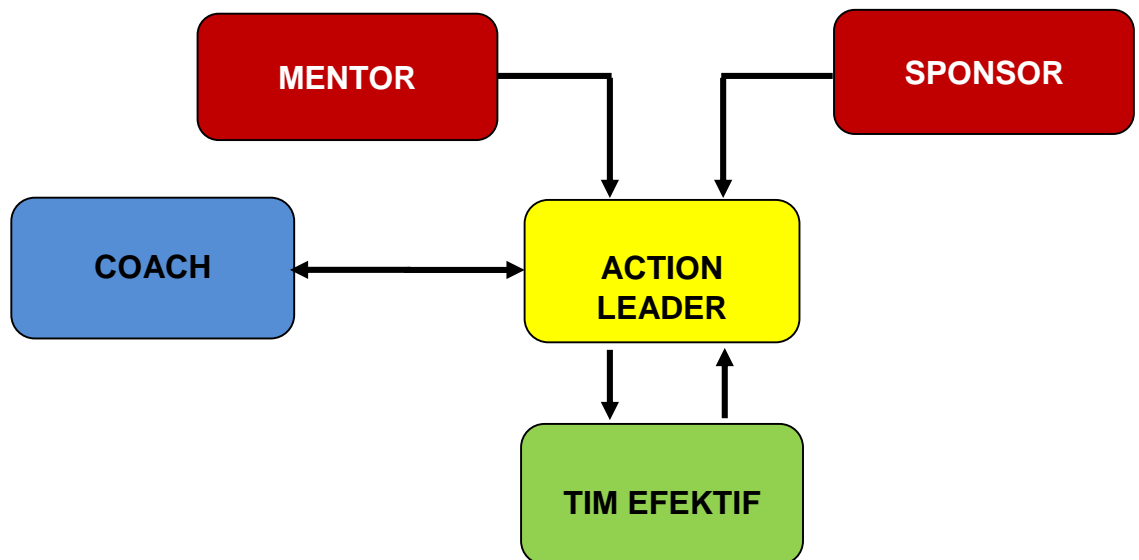 MENTOR
SPONSOR
COACH
ACTION
LEADER
TIM EFEKTIF